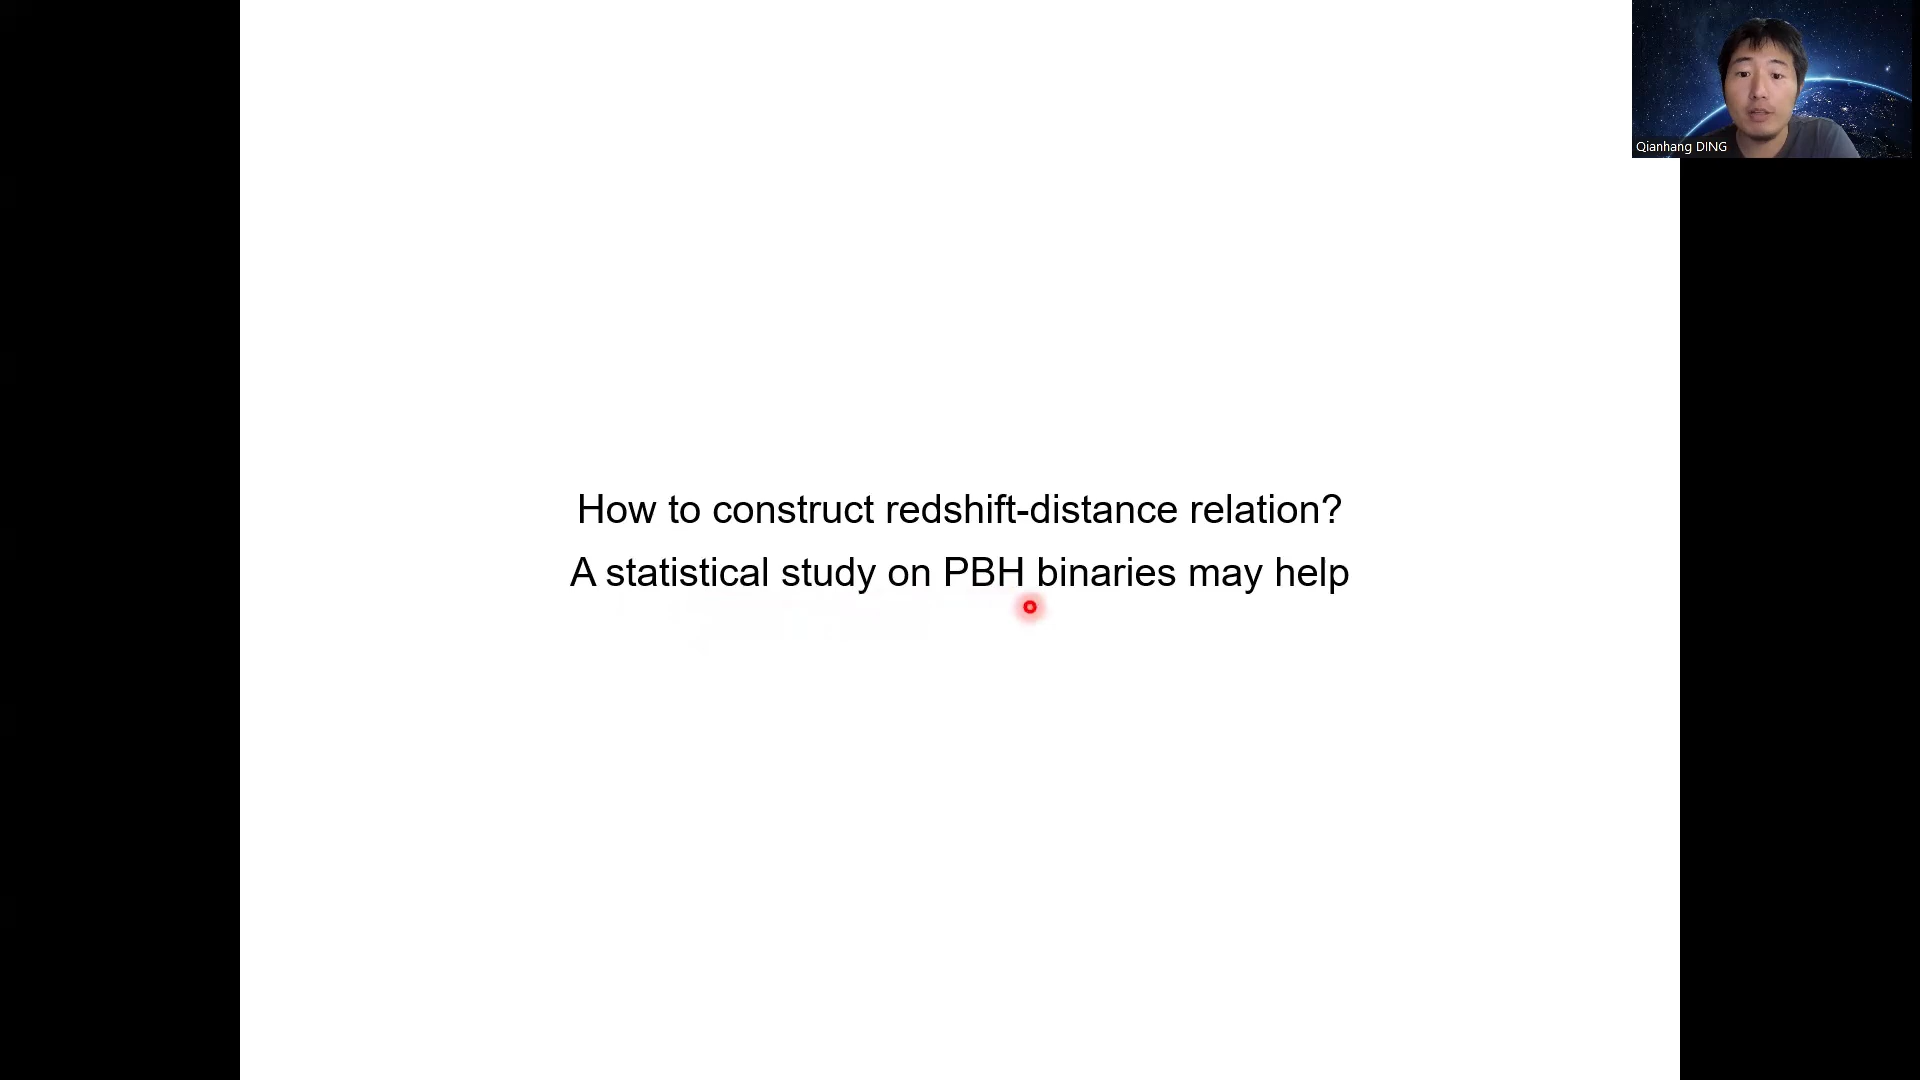 Qianhang DING
How to construct redshift-distance relation?
A statistical study on PBH binaries may help